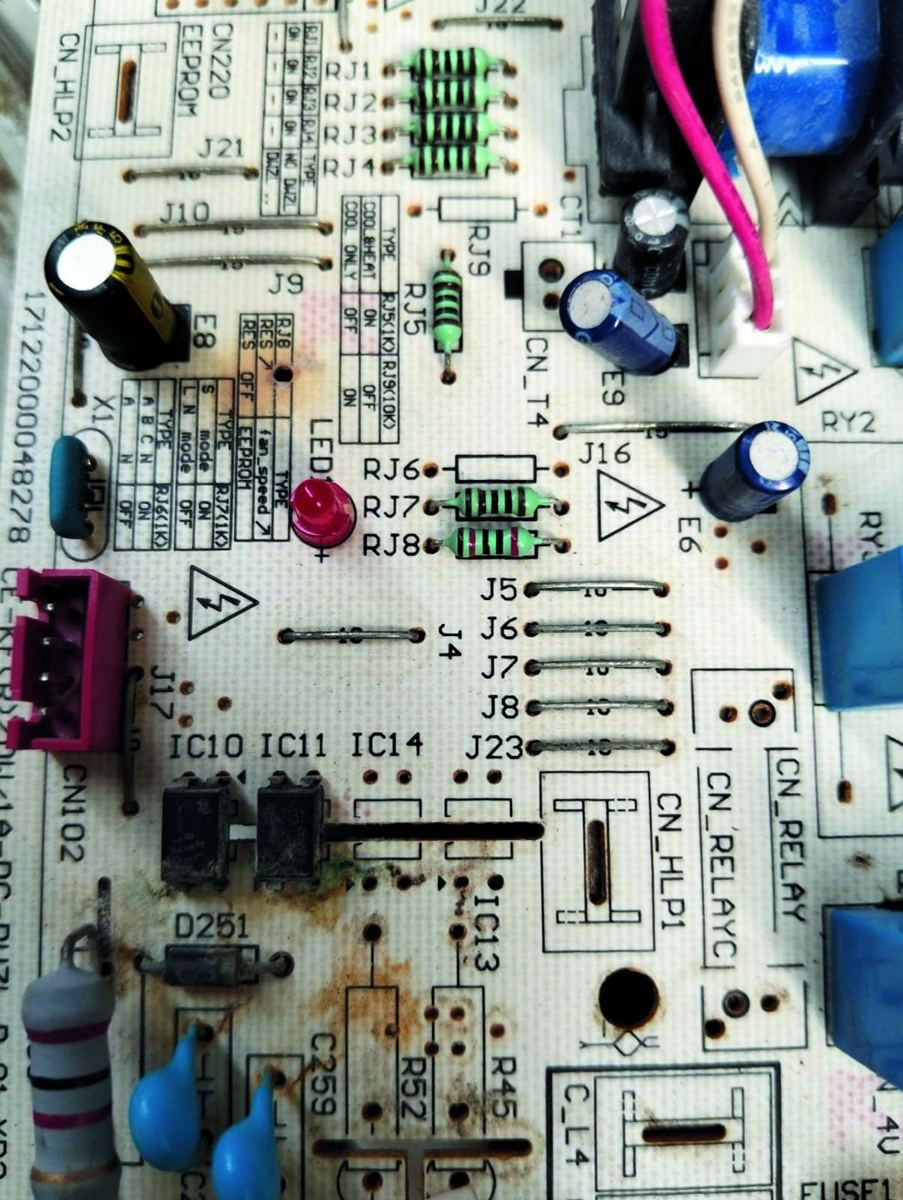 J22
CN_HLP2
CN220
EEPROM
RJ1
RJ2
RJ3
RJ4
J21
J10
J9
RJ9
CT1
RJ5
TYPE RJ5(1K) RJ9(10K)
COOL&HEAT ON OFF
COOL ONLY OFF ON
E8
RJ8
RES
RES OFF
TYPE
fan_speed
EEPROM
TYPE RJ7(1K)
S mode ON
L N mode OFF
TYPE RJ6(1K)
A B C N ON
A OFF
17122000048278
X1
LED1
+
CN_T4
E9
RY2
J16
RJ6
RJ7
RJ8
+
E6
J5
J6
J7
J8
J23
J4
J17
CN102
IC10
IC11
IC14
IC13
CN_HLP1
CN_RELAYC
CN_RELAY
D251
C259
R52
R45
C_L4
FUSE1